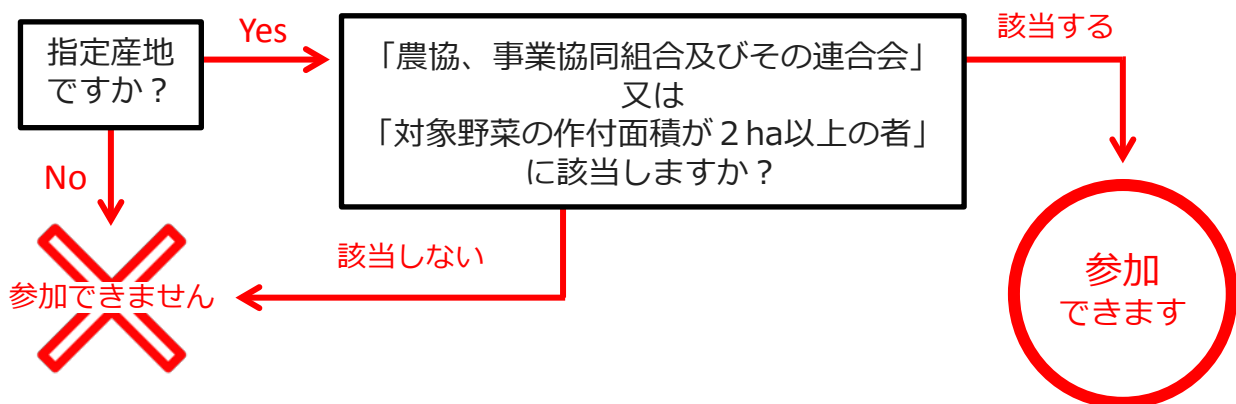 指定産地
ですか？
Yes
「農協、事業協同組合及びその連合会」
又は
「対象野菜の作付面積が２ha以上の者」
に該当しますか？
該当する
No
該当しない
参加できません
参加
できます